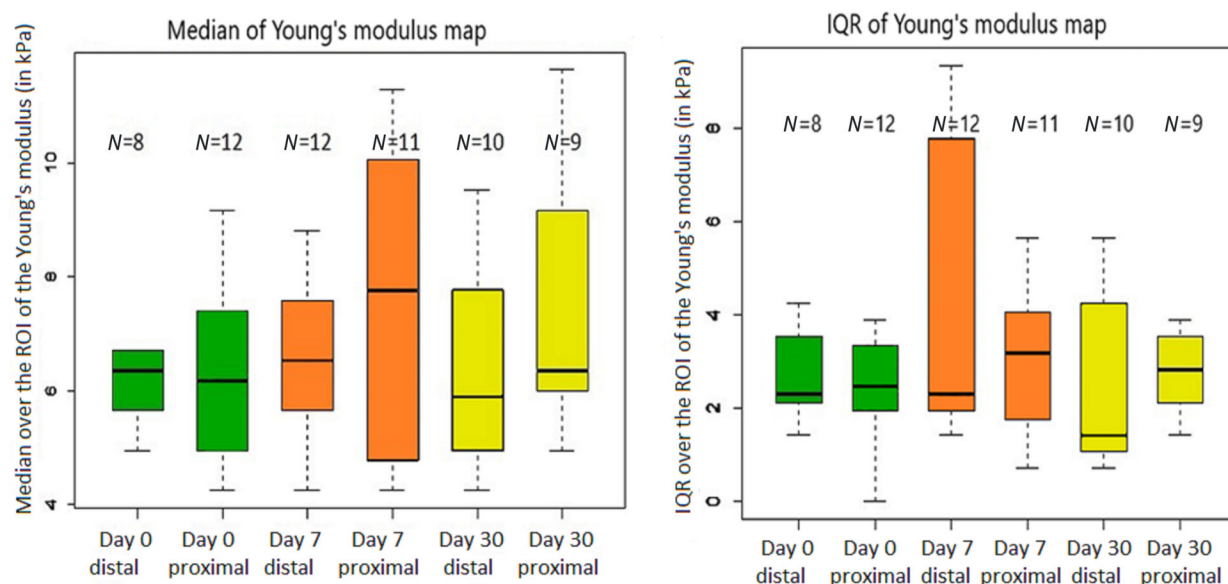 Median of Young's modulus map
Median over the ROI of the Young's modulus (in kPa)
10
8
6
4
N=8 N=12 N=12 N=11 N=10 N=9
Day 0 Day 0 Day 7 Day 7 Day 30 Day 30
distal proximal distal proximal distal proximal
IQR of Young's modulus map
IQR over the ROI of the Young's modulus (in kPa)
8
6
4
2
0
N=8 N=12 N=12 N=11 N=10 N=9
Day 0 Day 0 Day 7 Day 7 Day 30 Day 30
distal proximal distal proximal distal proximal